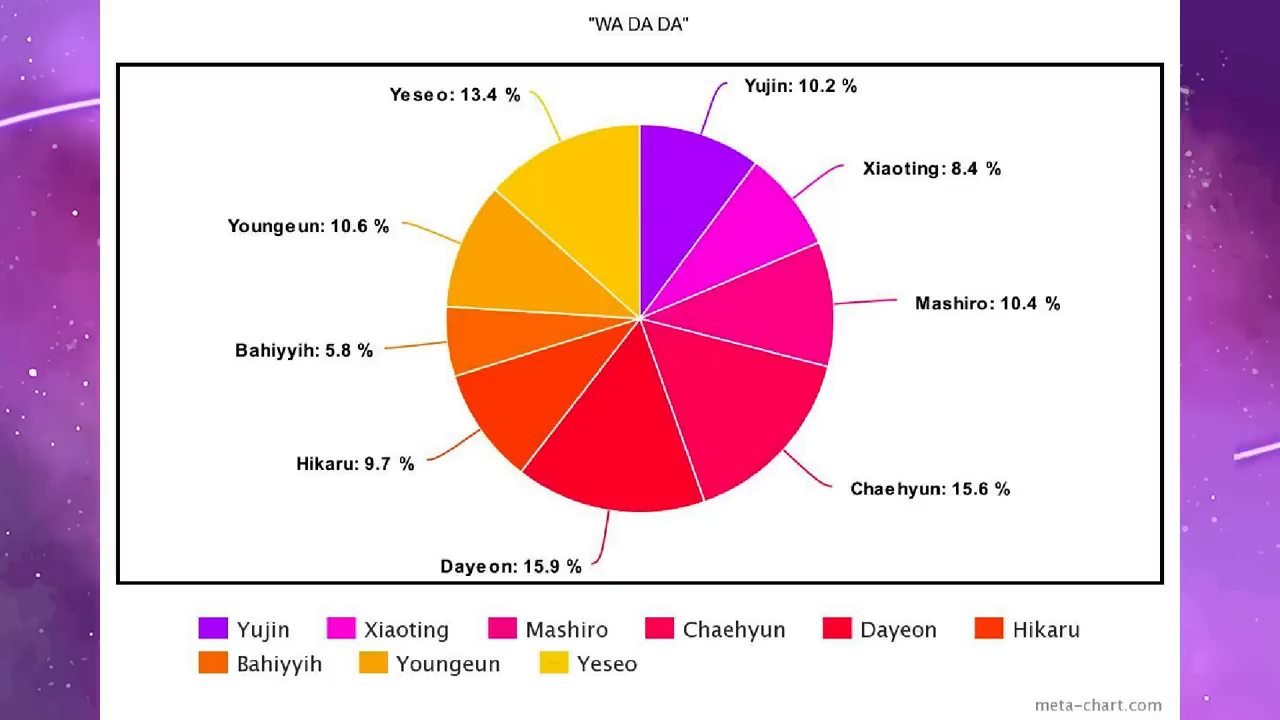 "WA DA DA"
Yeseo: 13.4 %
Yujin: 10.2 %
Xiaoting: 8.4 %
Youngeun: 10.6 %
Mashiro: 10.4 %
Bahiyyih: 5.8 %
Hikaru: 9.7 %
Chaehyun: 15.6 %
Dayeon: 15.9 %
Yujin Xiaoting Mashiro Chaehyun Dayeon Hikaru
Bahiyyih Youngeun Yeseo
meta-chart.com